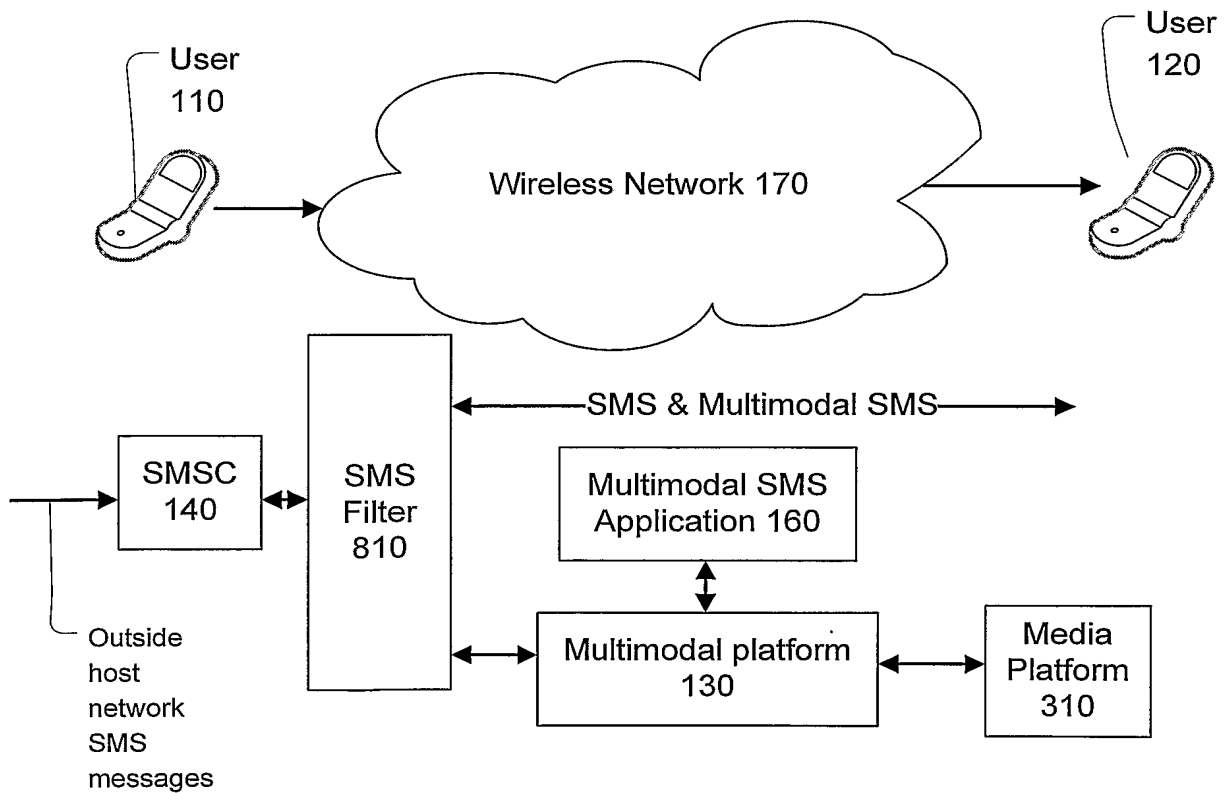 User
110
User
120
Wireless Network 170
SMS & Multimodal SMS
SMSC
140
SMS
Filter
810
Multimodal SMS
Application 160
Multimodal platform
130
Media
Platform
310
Outside
host
network
SMS
messages